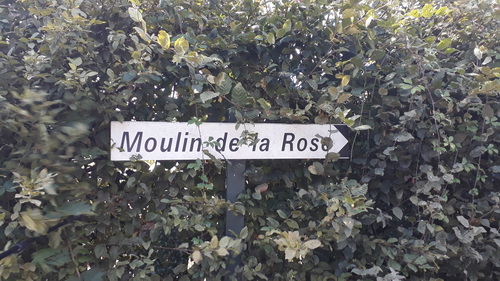 Moulin de la Rose